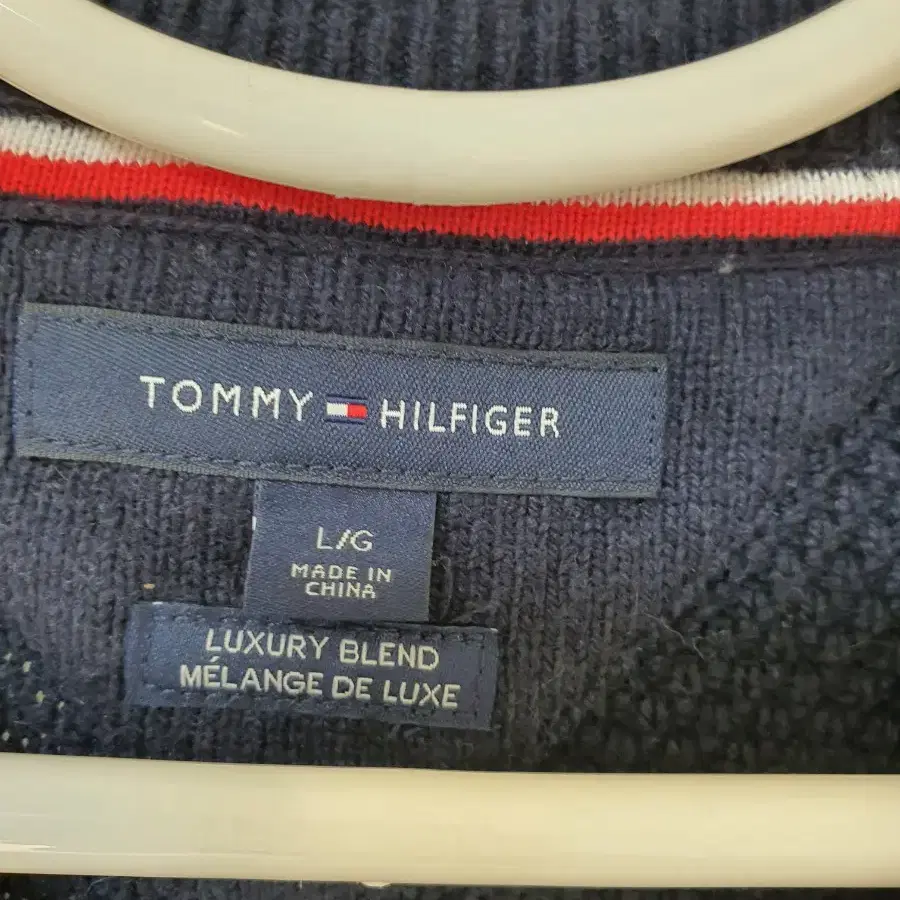 TOMMY HILFIGER
L/G
MADE IN
CHINA
LUXURY BLEND
MÉLANGE DE LUXE